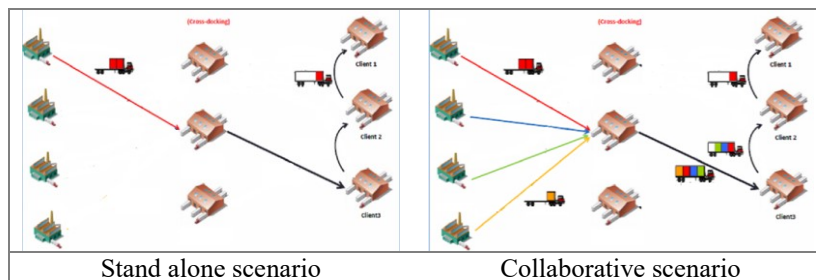 (Cross-docking)
Client 1
Client 2
Client3
Stand alone scenario
(Cross-docking)
Client 1
Client 2
Client3
Collaborative scenario